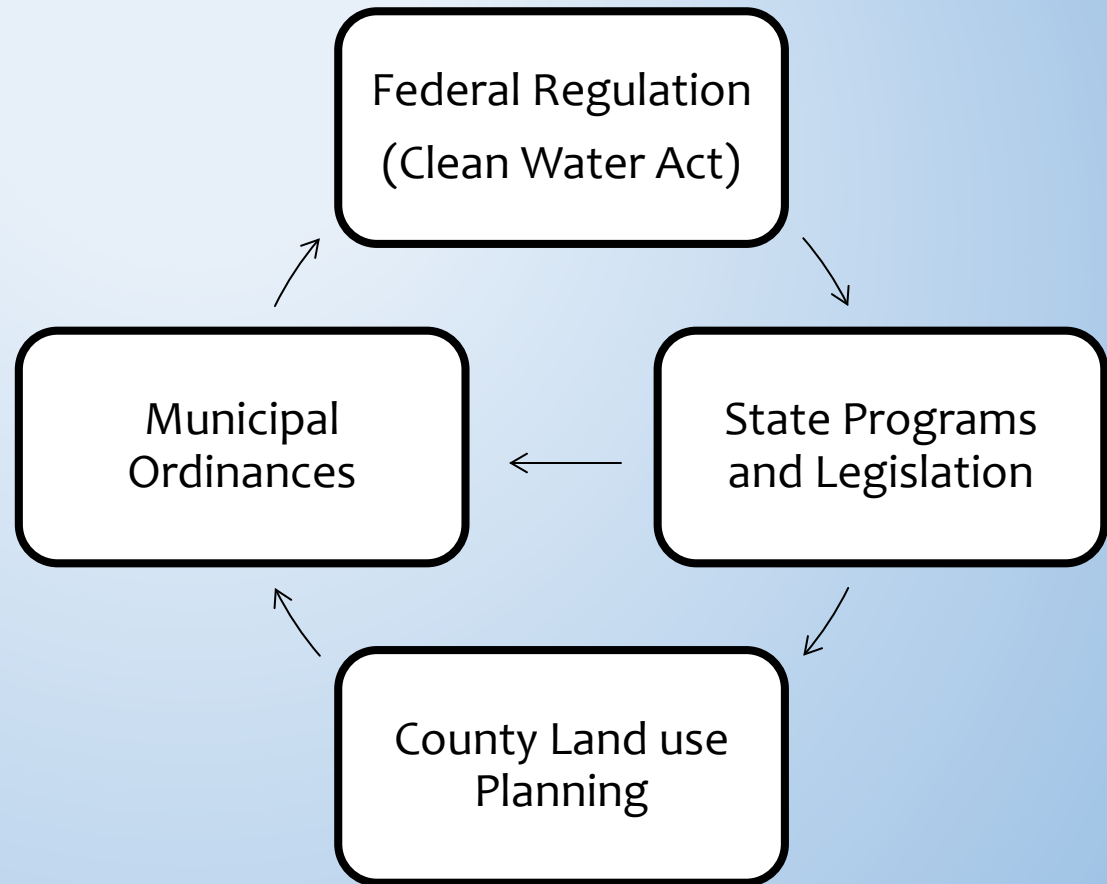 Federal Regulation
(Clean Water Act)
Municipal
Ordinances
State Programs
and Legislation
County Land use
Planning